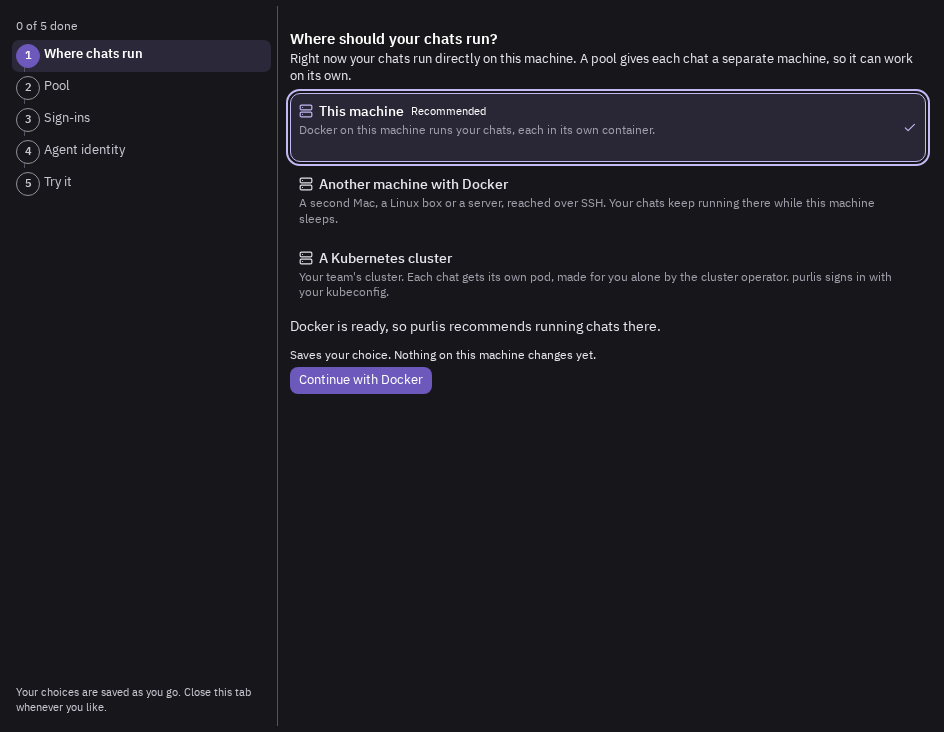 0 of 5 done
1 Where chats run
2 Pool
3 Sign-ins
4 Agent identity
5 Try it
Your choices are saved as you go. Close this tab
whenever you like.
Where should your chats run?
Right now your chats run directly on this machine. A pool gives each chat a separate machine, so it can work
on its own.
This machine Recommended
Docker on this machine runs your chats, each in its own container.
Another machine with Docker
A second Mac, a Linux box or a server, reached over SSH. Your chats keep running there while this machine
sleeps.
A Kubernetes cluster
Your team's cluster. Each chat gets its own pod, made for you alone by the cluster operator. purlis signs in with
your kubeconfig.
Docker is ready, so purlis recommends running chats there.
Saves your choice. Nothing on this machine changes yet.
Continue with Docker